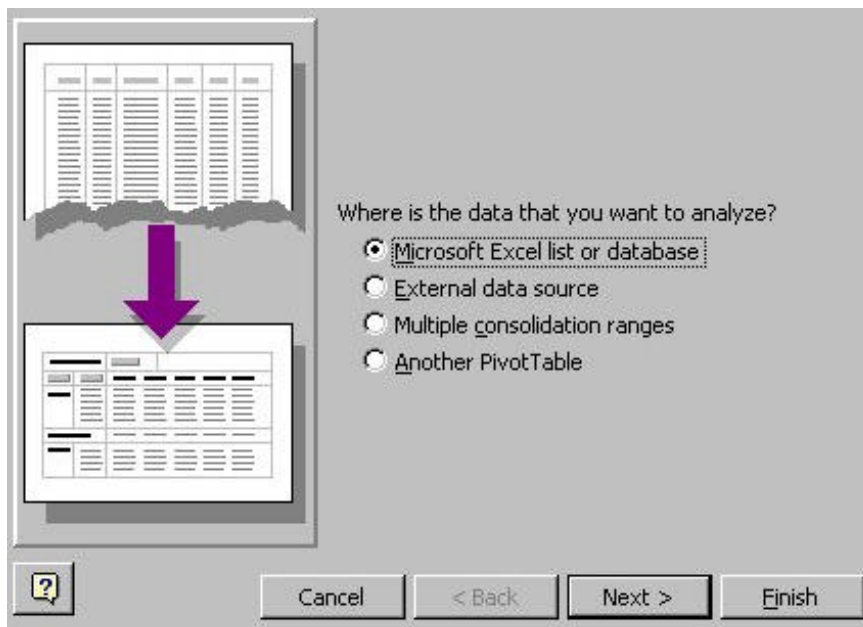 Where is the data that you want to analyze?
Microsoft Excel list or database
External data source
Multiple consolidation ranges
Another PivotTable
?
Cancel
< Back
Next >
Finish